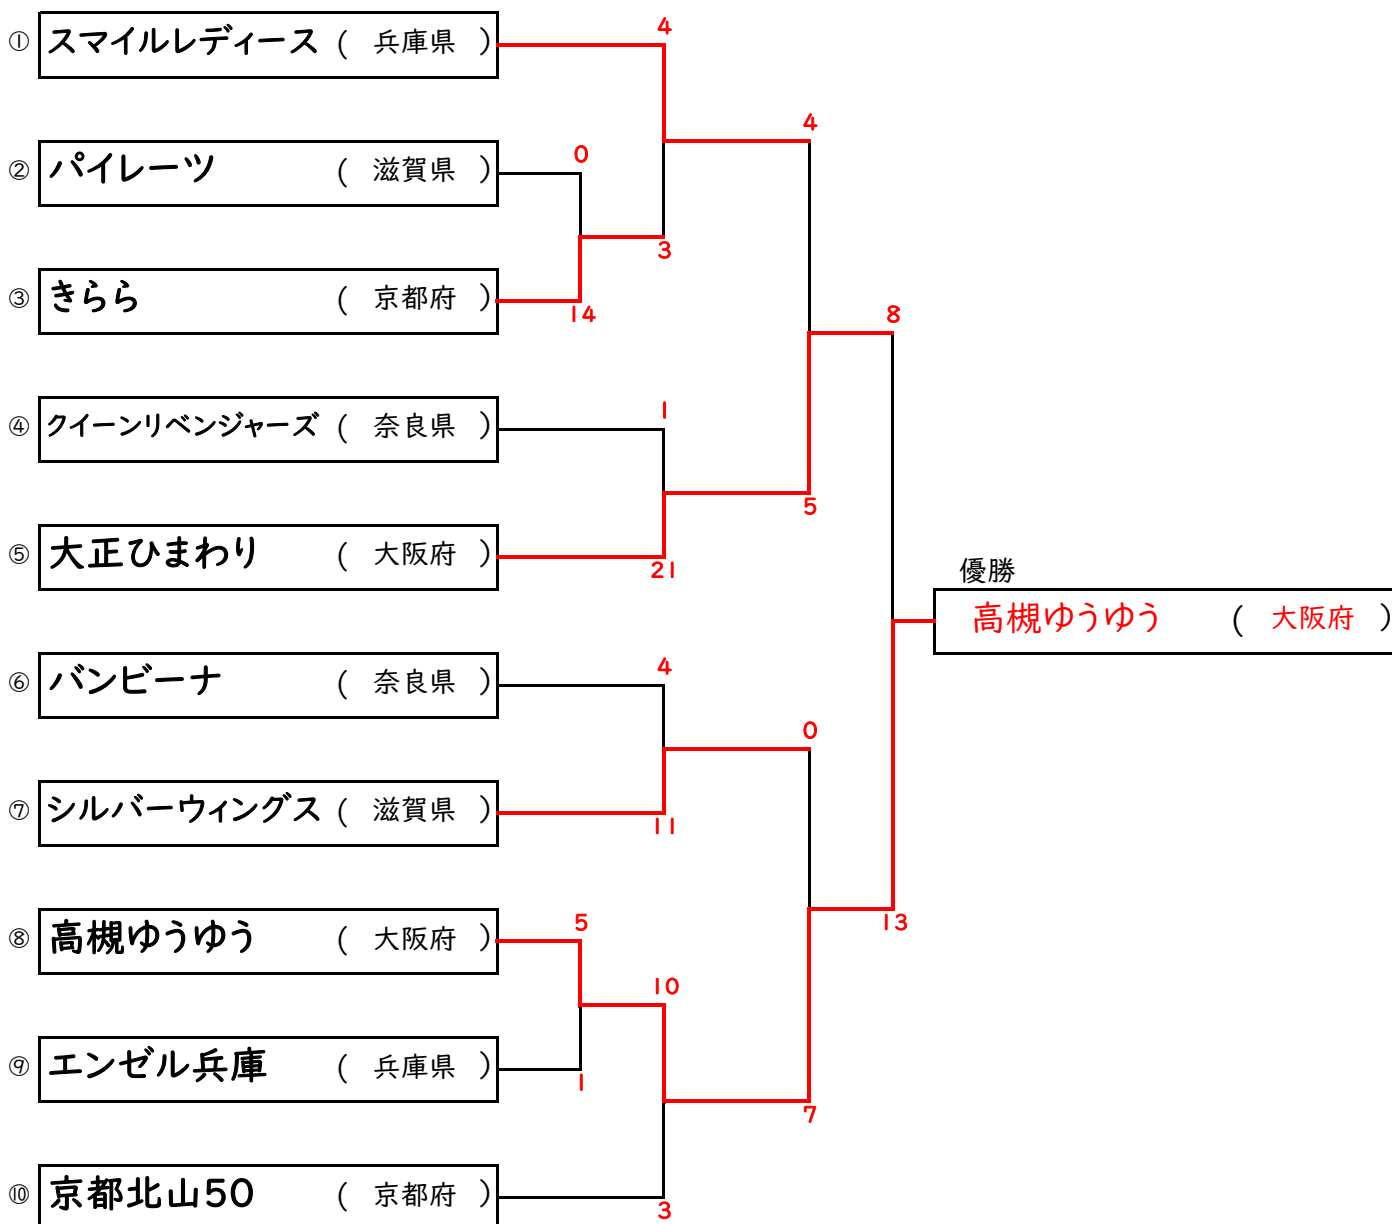 ① スマイルレディース ( 兵庫県 )
4
4
② パイレーツ ( 滋賀県 )
0
3
③ きらら ( 京都府 )
14
8
④ クイーンリベンジャーズ ( 奈良県 )
1
5
⑤ 大正ひまわり ( 大阪府 )
21
優勝
高槻ゆうゆう ( 大阪府 )
⑥ バンビーナ ( 奈良県 )
4
0
⑦ シルバーウィングス ( 滋賀県 )
11
⑧ 高槻ゆうゆう ( 大阪府 )
5
13
10
⑨ エンゼル兵庫 ( 兵庫県 )
1
7
⑩ 京都北山50 ( 京都府 )
3